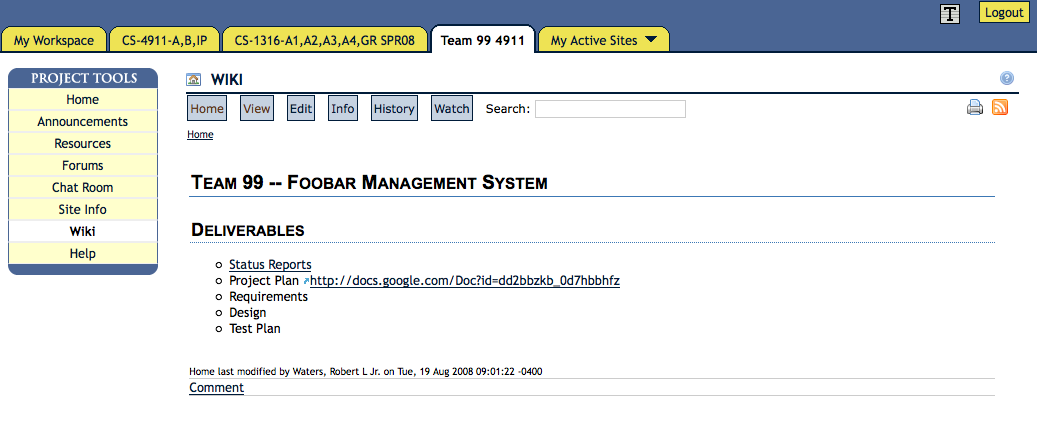 T
Logout
My Workspace CS-4911-A,B,IP CS-1316-A1,A2,A3,A4,GR SPR08 Team 99 4911 My Active Sites
PROJECT TOOLS
Home
Announcements
Resources
Forums
Chat Room
Site Info
Wiki
Help
WIKI ?
Home View Edit Info History Watch Search:
Home
TEAM 99 -- FOOBAR MANAGEMENT SYSTEM
DELIVERABLES
Status Reports
Project Plan http://docs.google.com/Doc?id=dd2bbzkb_0d7hbbhfz
Requirements
Design
Test Plan
Home last modified by Waters, Robert L Jr. on Tue, 19 Aug 2008 09:01:22 -0400
Comment